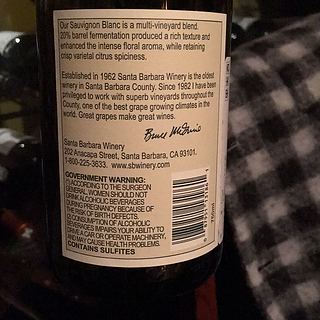 Our Sauvignon Blanc is a multi-vineyard blend.
20% barrel fermentation produced a rich texture and
enhanced the intense floral aroma, while retaining
crisp varietal citrus spiciness.
Established in 1962 Santa Barbara Winery is the oldest
winery in Santa Barbara County. Since 1982 I have been
privileged to work with superb vineyards throughout the
County, one of the best grape growing climates in the
world. Great grapes make great wines.
Santa Barbara Winery
202 Anacapa Street, Santa Barbara, CA 93101.
1-800-225-3633. www.sbwinery.com
GOVERNMENT WARNING:
(1) ACCORDING TO THE SURGEON
GENERAL, WOMEN SHOULD NOT
DRINK ALCOHOLIC BEVERAGES
DURING PREGNANCY BECAUSE OF
THE RISK OF BIRTH DEFECTS.
(2) CONSUMPTION OF ALCOHOLIC
BEVERAGES IMPAIRS YOUR ABILITY TO
DRIVE A CAR OR OPERATE MACHINERY,
AND MAY CAUSE HEALTH PROBLEMS.
CONTAINS SULFITES
750ml